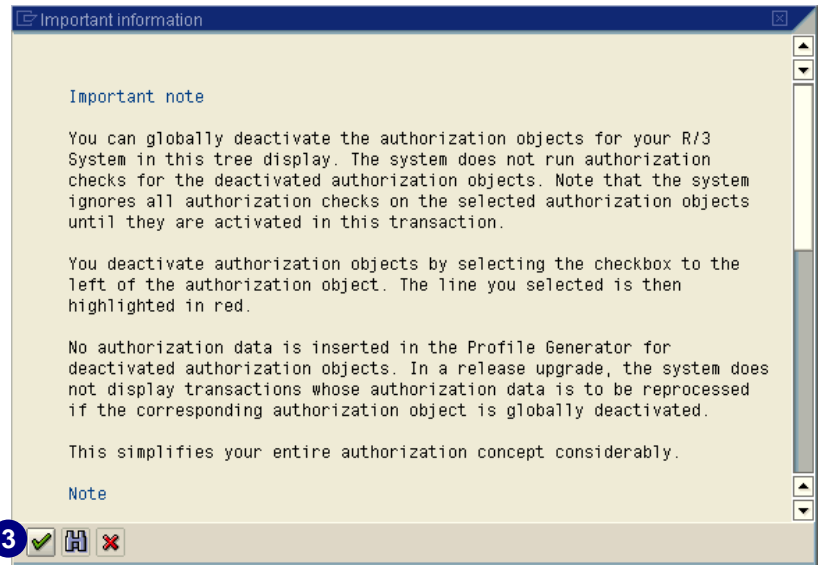 Important information
Important note
You can globally deactivate the authorization objects for your R/3
System in this tree display. The system does not run authorization
checks for the deactivated authorization objects. Note that the system
ignores all authorization checks on the selected authorization objects
until they are activated in this transaction.
You deactivate authorization objects by selecting the checkbox to the
left of the authorization object. The line you selected is then
highlighted in red.
No authorization data is inserted in the Profile Generator for
deactivated authorization objects. In a release upgrade, the system does
not display transactions whose authorization data is to be reprocessed
if the corresponding authorization object is globally deactivated.
This simplifies your entire authorization concept considerably.
Note
3